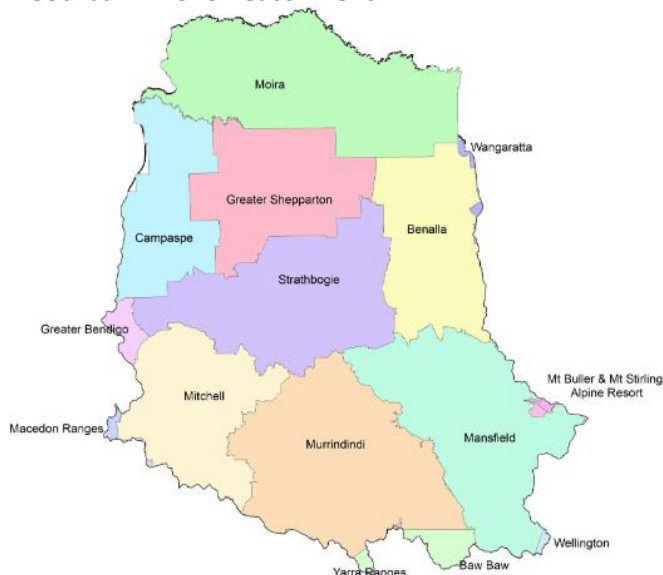 Moira
Wangaratta
Greater Shepparton
Benalla
Campaspe
Strathbogie
Greater Bendigo
Mt Buller & Mt Stirling
Alpine Resort
Mitchell
Macedon Ranges
Murrindindi
Mansfield
Wellington
Baw Baw
Yarra Ranges